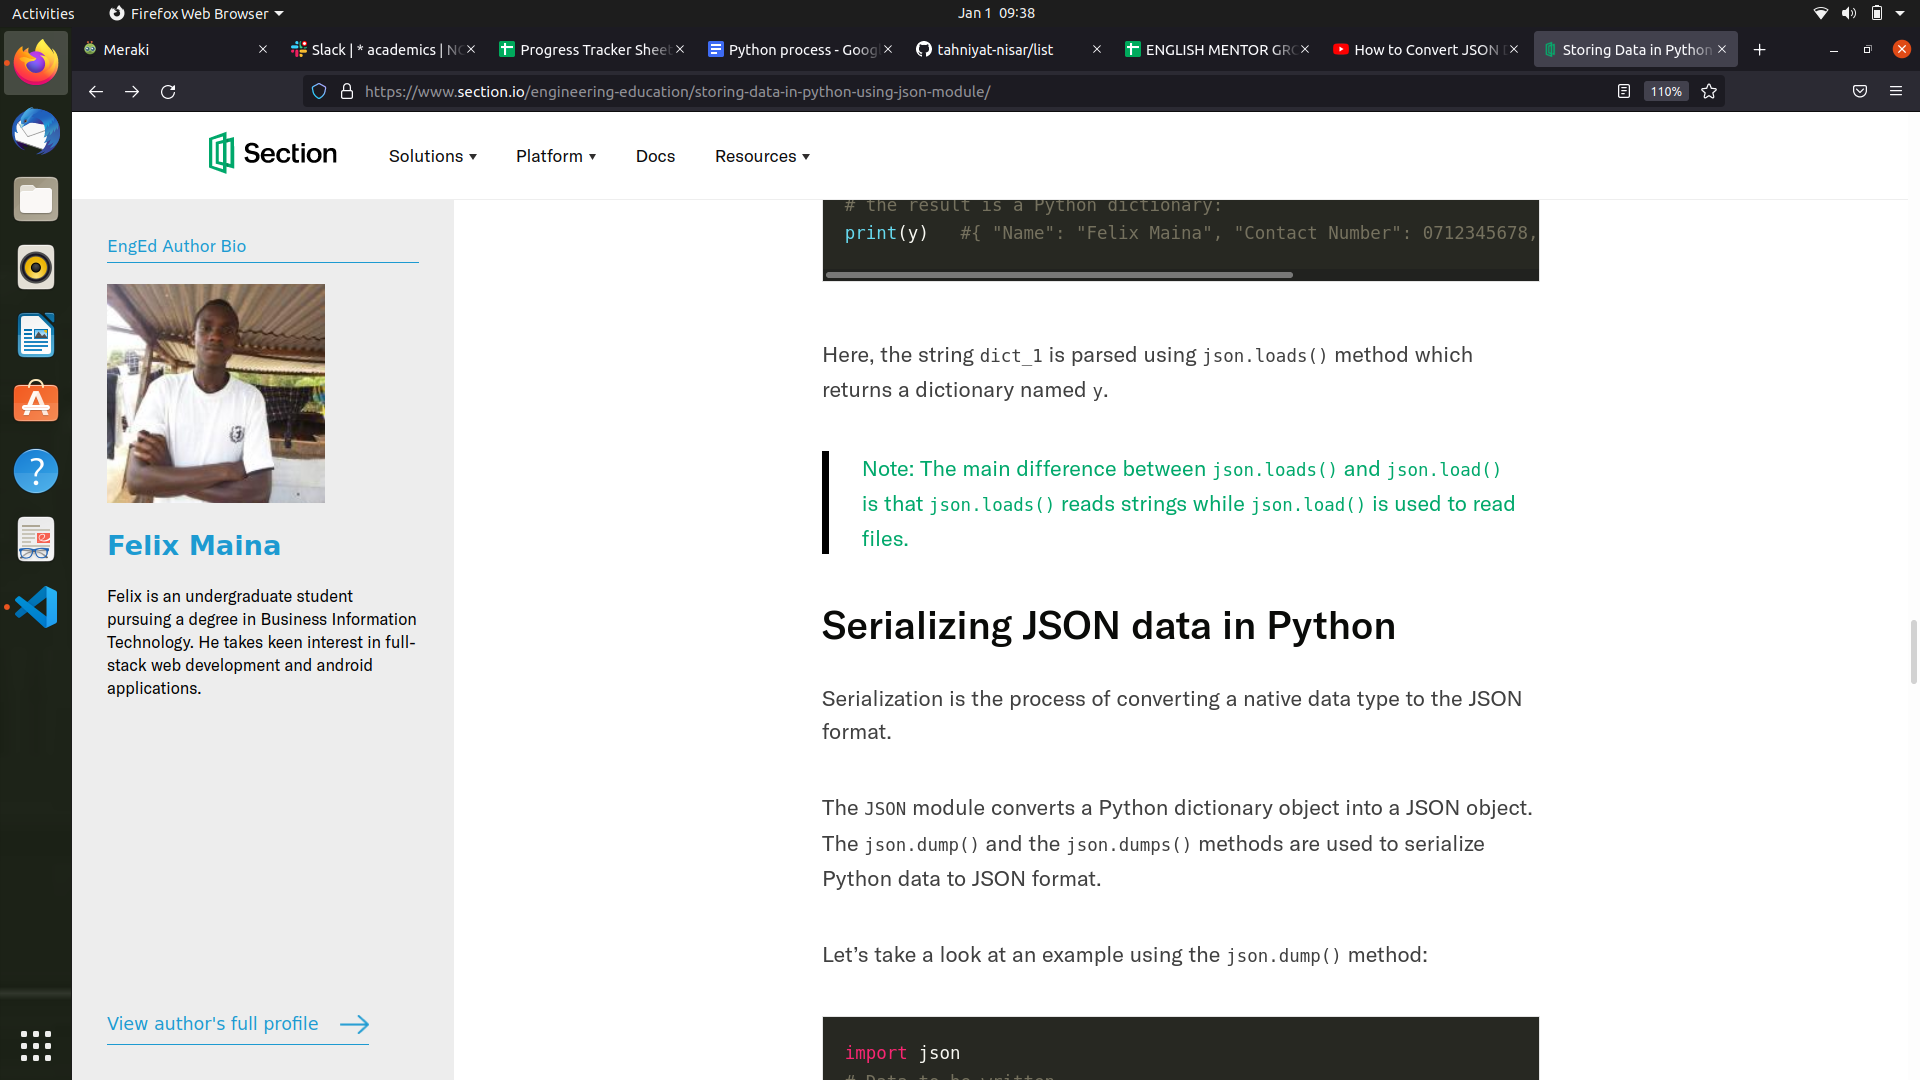 Activities
Firefox Web Browser
Jan 1 09:38
Meraki
Slack | * academics | NG
Progress Tracker Sheet
Python process - Goog
tahniyat-nisar/list
ENGLISH MENTOR GR
How to Convert JSON
Storing Data in Python
https://www.section.io/engineering-education/storing-data-in-python-using-json-module/
110%
Section
Solutions
Platform
Docs
Resources
EngEd Author Bio
Felix Maina
Felix is an undergraduate student
pursuing a degree in Business Information
Technology. He takes keen interest in full-
stack web development and android
applications.
View author's full profile
# the result is a Python dictionary:
print(y)   #{ "Name": "Felix Maina", "Contact Number": 0712345678,
Here, the string dict_1 is parsed using json.loads() method which
returns a dictionary named y.
Note: The main difference between json.loads() and json.load()
is that json.loads() reads strings while json.load() is used to read
files.
Serializing JSON data in Python
Serialization is the process of converting a native data type to the JSON
format.
The JSON module converts a Python dictionary object into a JSON object.
The json.dump() and the json.dumps() methods are used to serialize
Python data to JSON format.
Let’s take a look at an example using the json.dump() method:
import json
# Data to be written